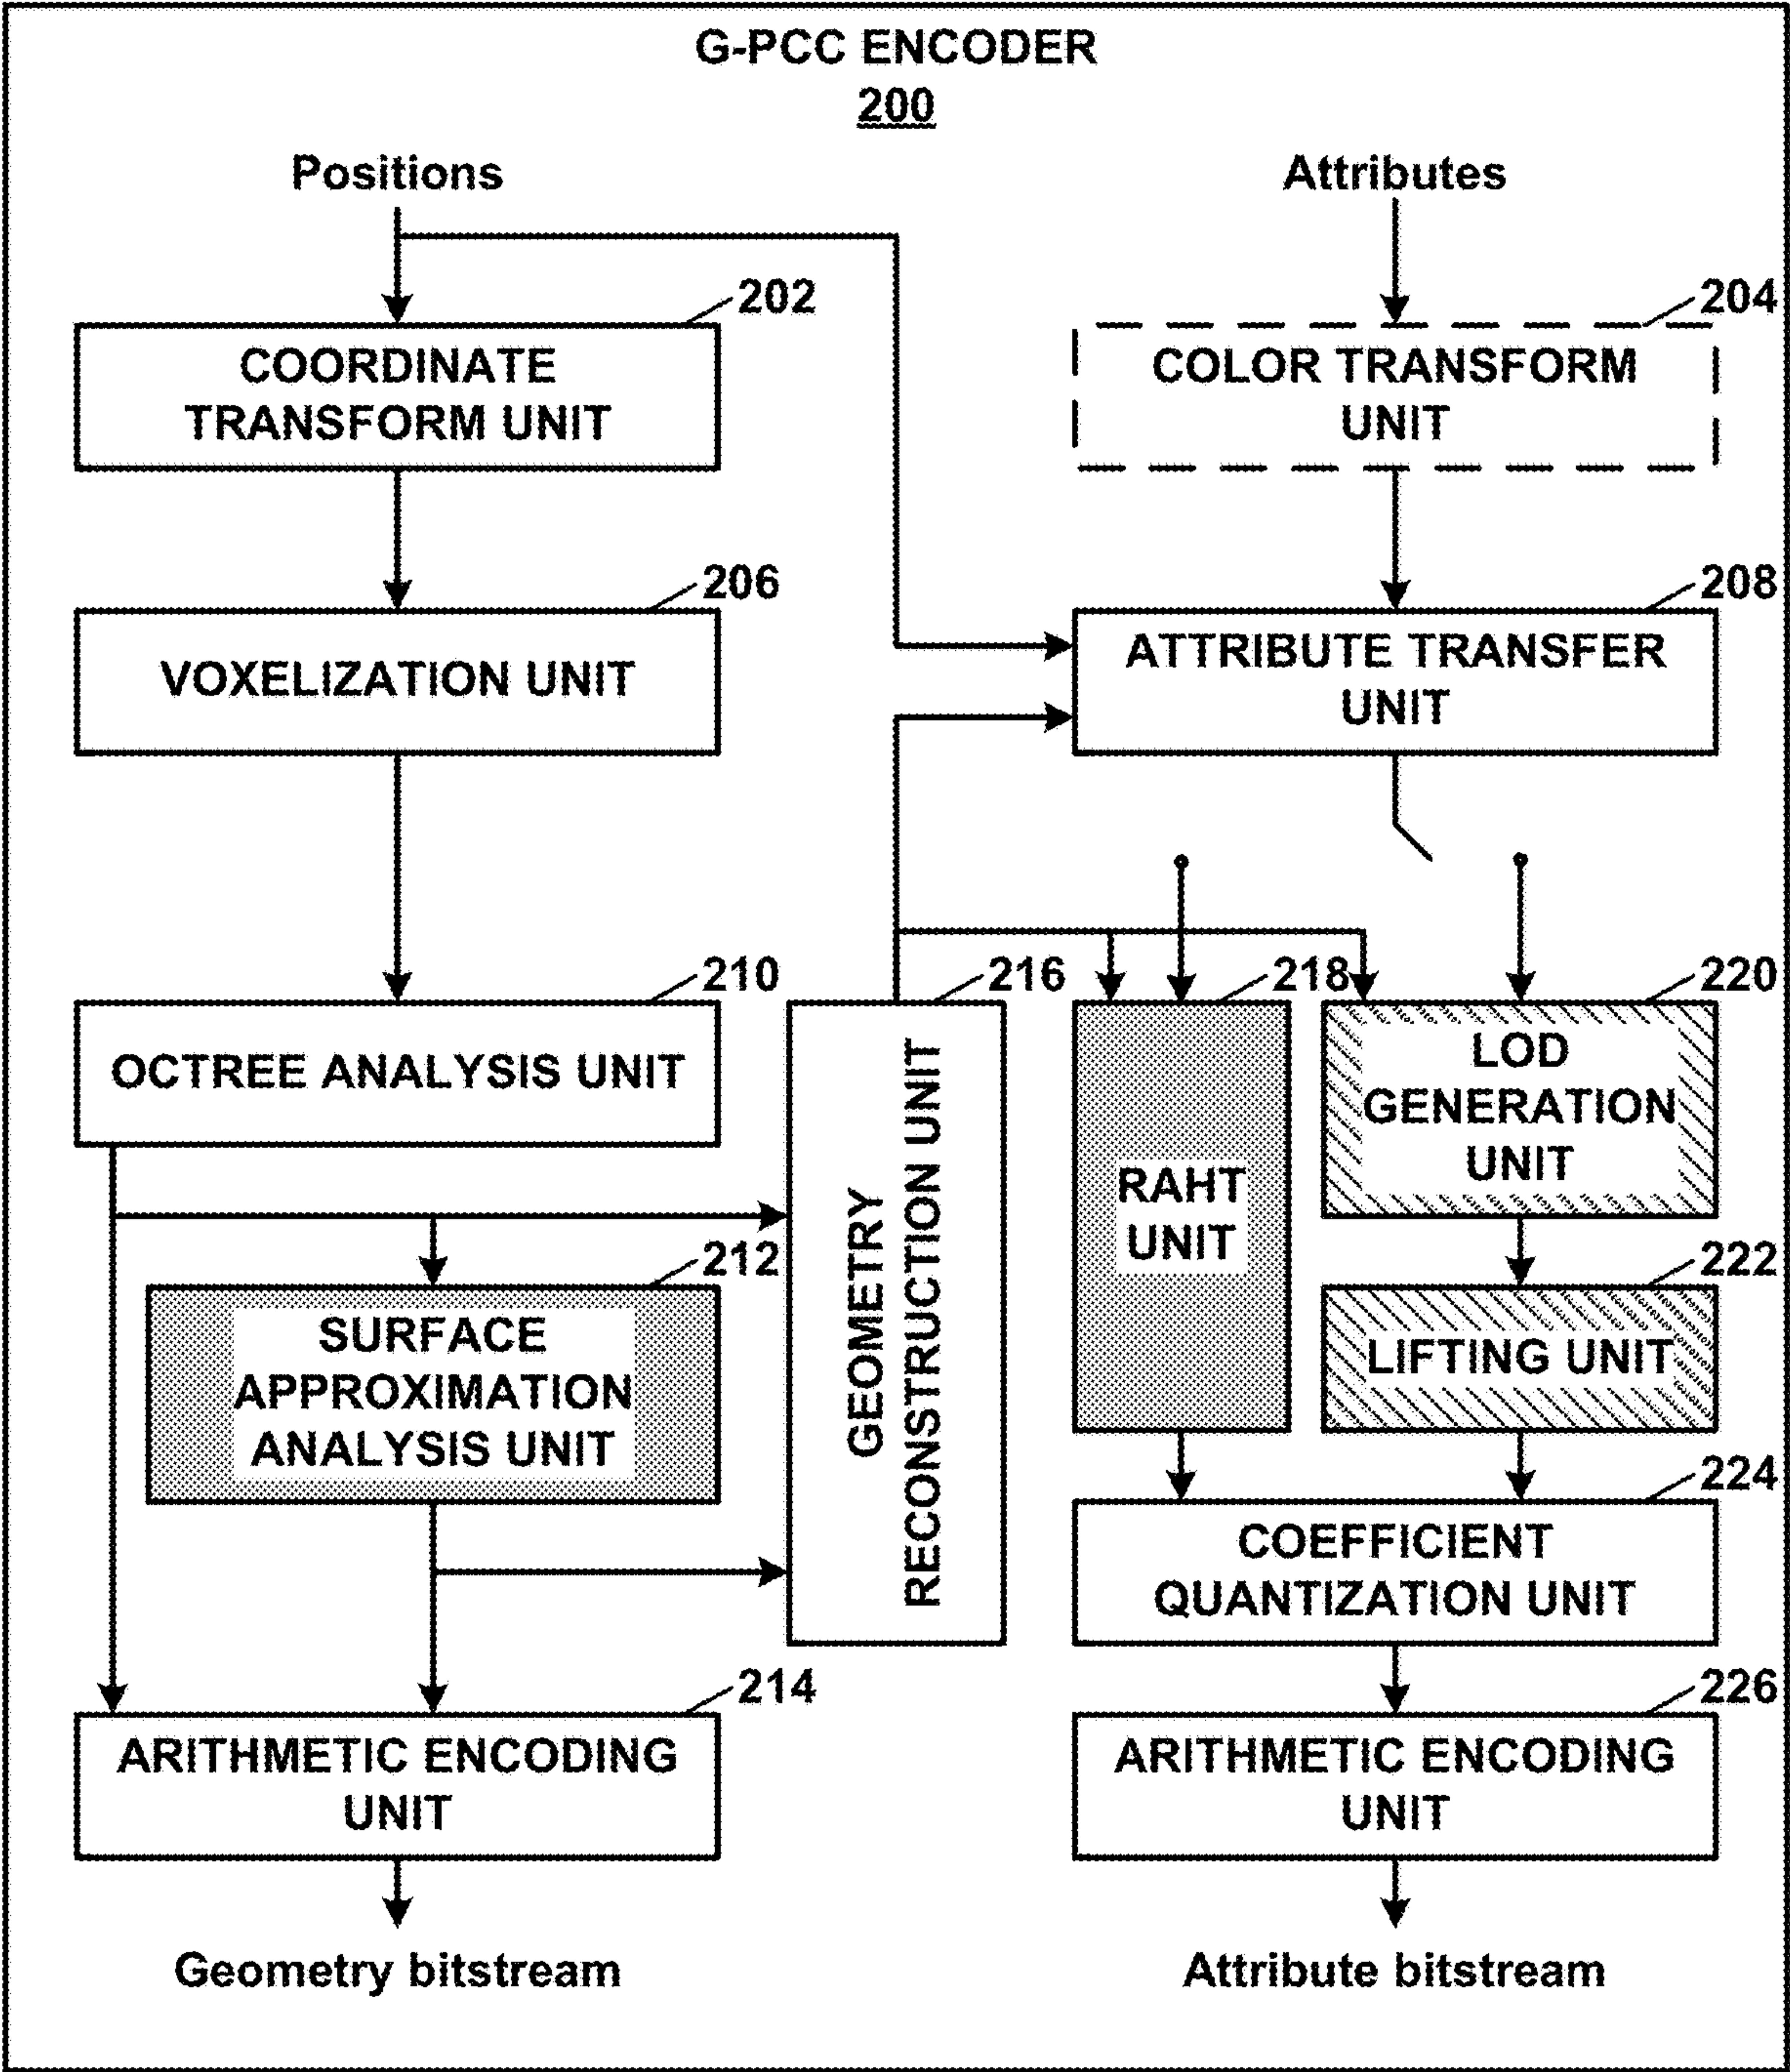 G-PCC ENCODER
200
Positions
Attributes
202
COORDINATE
TRANSFORM UNIT
204
COLOR TRANSFORM
UNIT
206
VOXELIZATION UNIT
208
ATTRIBUTE TRANSFER
UNIT
210
OCTREE ANALYSIS UNIT
216
GEOMETRY
RECONSTRUCTION UNIT
218
RAHT
UNIT
220
LOD
GENERATION
UNIT
212
SURFACE
APPROXIMATION
ANALYSIS UNIT
222
LIFTING UNIT
224
COEFFICIENT
QUANTIZATION UNIT
214
ARITHMETIC ENCODING
UNIT
226
ARITHMETIC ENCODING
UNIT
Geometry bitstream
Attribute bitstream